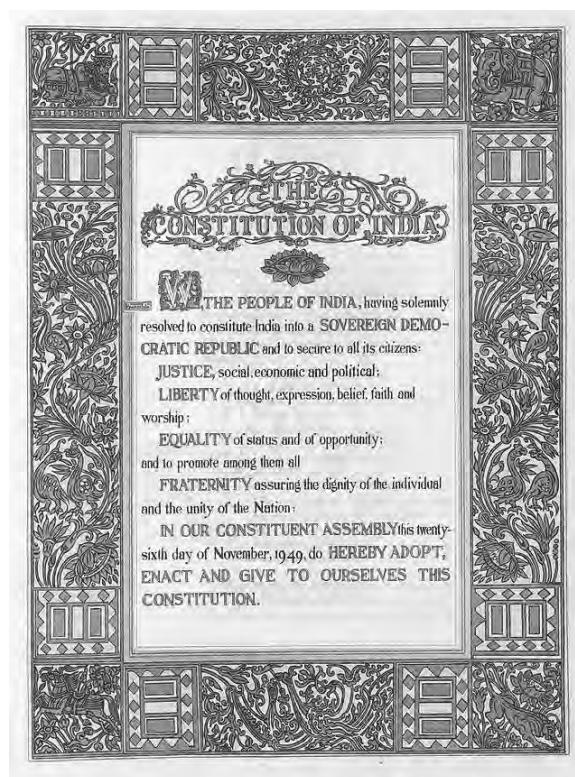 THE
CONSTITUTION OF INDIA
WE, THE PEOPLE OF INDIA, having solemnly
resolved to constitute India into a SOVEREIGN DEMO-
CRATIC REPUBLIC and to secure to all its citizens:
JUSTICE, social, economic and political;
LIBERTY of thought, expression, belief, faith and
worship;
EQUALITY of status and of opportunity;
and to promote among them all
FRATERNITY assuring the dignity of the individual
and the unity of the Nation;
IN OUR CONSTITUENT ASSEMBLY this twenty-
sixth day of November, 1949, do HEREBY ADOPT,
ENACT AND GIVE TO OURSELVES THIS
CONSTITUTION.